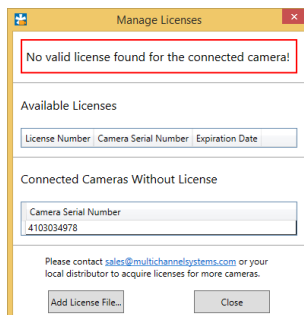 Manage Licenses
No valid license found for the connected camera!
Available Licenses
License Number Camera Serial Number Expiration Date
Connected Cameras Without License
Camera Serial Number
4103034978
Please contact sales@multichannelsystems.com or your
local distributor to acquire licenses for more cameras.
Add License File... Close